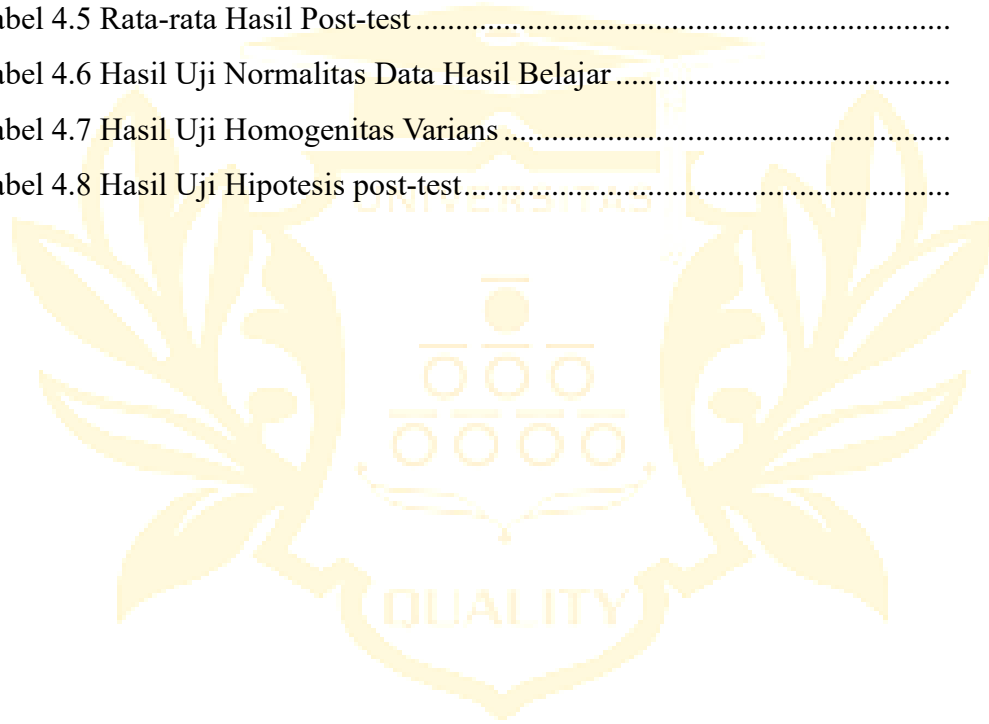 abel 4.5 Rata-rata Hasil Post-test....................................................................
abel 4.6 Hasil Uji Normalitas Data Hasil Belajar..........................................
abel 4.7 Hasil Uji Homogenitas Varians........................................................
abel 4.8 Hasil Uji Hipotesis post-test.............................................................
UNIVERSITAS
QUALITY